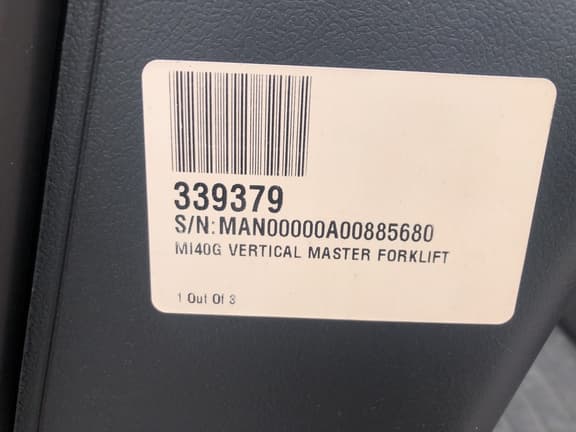 339379
S/N: MAN00000A00885680
MI40G VERTICAL MASTER FORKLIFT
1 Out Of 3